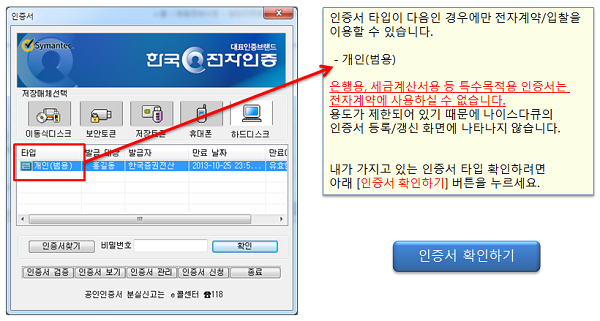 인증서
Symantec.
대표인증브랜드
한국전자인증
저장매체선택
이동식디스크 보안토큰 저장토큰 휴대폰 하드디스크
타입 발급 대상 발급자 만료 날자 만료
개인(범용) 홍길동 한국증권전산 2013-10-25 23:5... 유효
인증서찾기 비밀번호 확인
인증서 검증 인증서 보기 인증서 관리 인증서 신청 종료
공인인증서 분실신고는 e콜센터 ☎118
인증서 타입이 다음인 경우에만 전자계약/입찰을
이용할 수 있습니다.
- 개인(범용)
은행용, 세금계산서용 등 특수목적용 인증서는
전자계약에 사용하실 수 없습니다.
용도가 제한되어 있기 때문에 나이스다큐의
인증서 등록/갱신 화면에 나타나지 않습니다.
내가 가지고 있는 인증서 타입 확인하려면
아래 [인증서 확인하기] 버튼을 누르세요.
인증서 확인하기